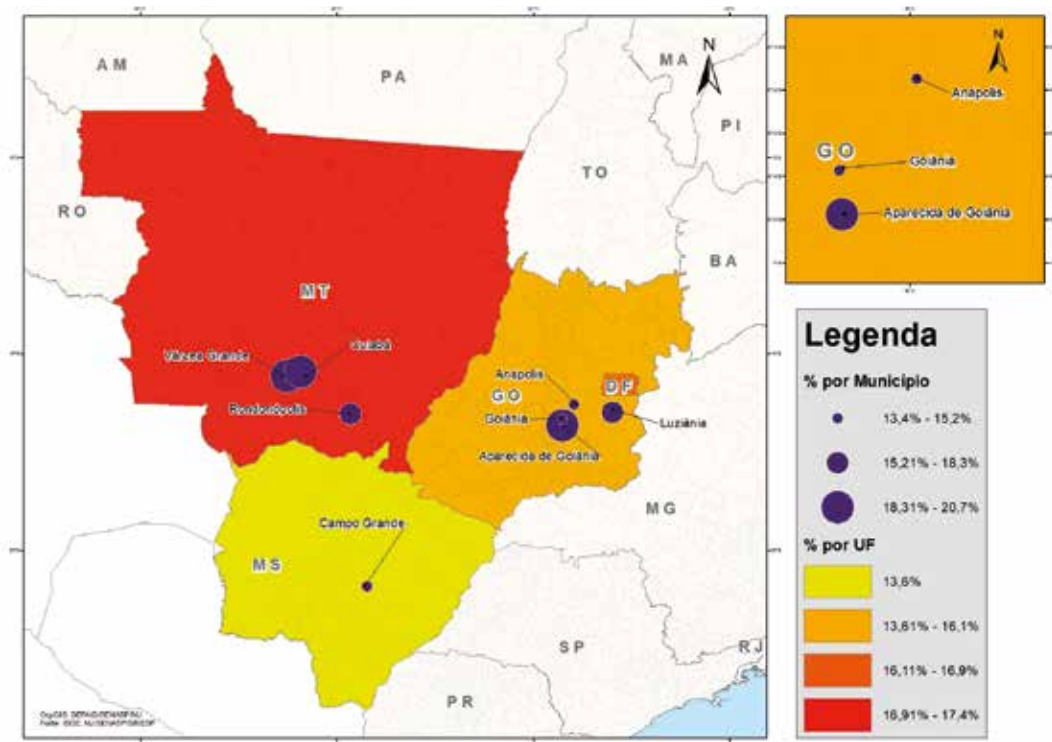 AM
PA
MA
PI
RO
TO
BA
N
MT
Várzea Grande
Cuiabá
Rondonópolis
Anápolis
GO
DF
Goiânia
Luziânia
Aparecida de Goiânia
MG
Campo Grande
MS
SP
RJ
PR
N
Anápolis
GO
Goiânia
Aparecida de Goiânia
Legenda
% por Município
13,4% - 15,2%
15,21% - 18,3%
18,31% - 20,7%
% por UF
13,6%
13,61% - 16,1%
16,11% - 16,9%
16,91% - 17,4%